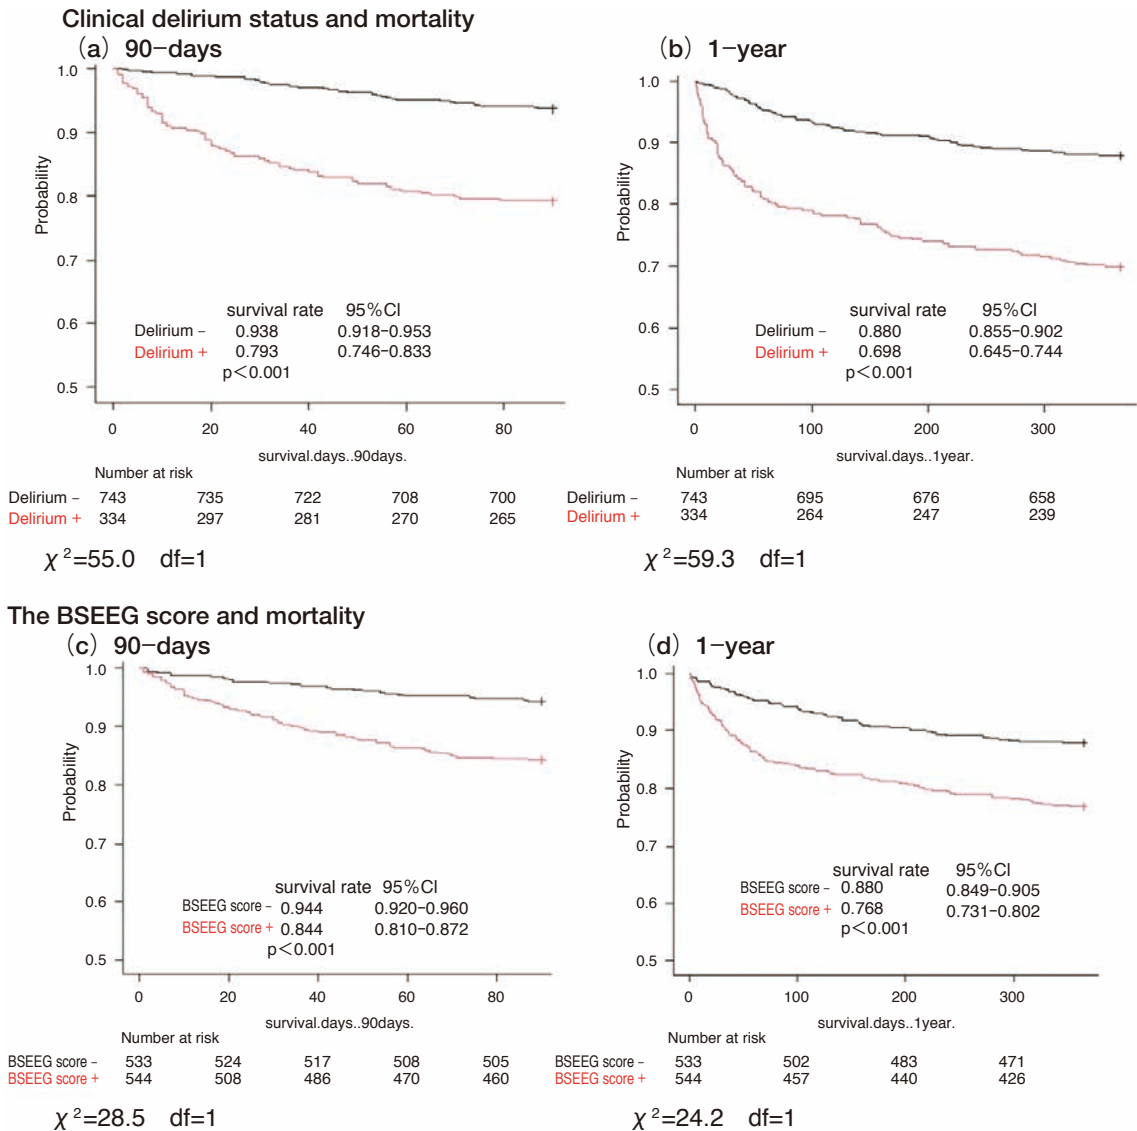 Clinical delirium status and mortality
(a) 90-days
1.0
0.9
0.8
0.7
0.6
0.5
Probability
survival rate 95%CI
Delirium − 0.938 0.918-0.953
Delirium + 0.793 0.746-0.833
p<0.001
0 20 40 60 80
survival.days..90days.
Number at risk
Delirium − 743 735 722 708 700
Delirium + 334 297 281 270 265
χ²=55.0 df=1
(b) 1-year
1.0
0.9
0.8
0.7
0.6
0.5
Probability
survival rate 95%CI
Delirium − 0.880 0.855-0.902
Delirium + 0.698 0.645-0.744
p<0.001
0 100 200 300
survival.days..1year.
Number at risk
Delirium − 743 695 676 658
Delirium + 334 264 247 239
χ²=59.3 df=1
The BSEEG score and mortality
(c) 90-days
1.0
0.9
0.8
0.7
0.6
0.5
Probability
survival rate 95%CI
BSEEG score − 0.944 0.920-0.960
BSEEG score + 0.844 0.810-0.872
p<0.001
0 20 40 60 80
survival.days..90days.
Number at risk
BSEEG score − 533 524 517 508 505
BSEEG score + 544 508 486 470 460
χ²=28.5 df=1
(d) 1-year
1.0
0.9
0.8
0.7
0.6
0.5
Probability
survival rate 95%CI
BSEEG score − 0.880 0.849-0.905
BSEEG score + 0.768 0.731-0.802
p<0.001
0 100 200 300
survival.days..1year.
Number at risk
BSEEG score − 533 502 483 471
BSEEG score + 544 457 440 426
χ²=24.2 df=1